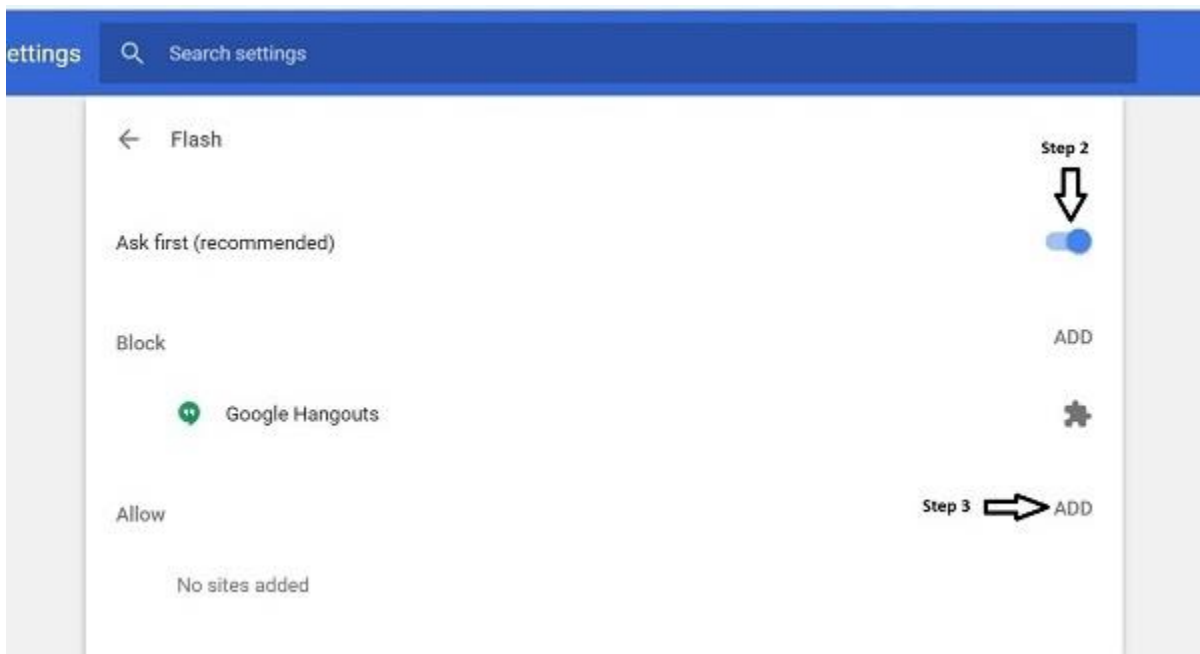 ettings
Search settings
Flash
Step 2
Ask first (recommended)
Block
ADD
Google Hangouts
Allow
Step 3
ADD
No sites added